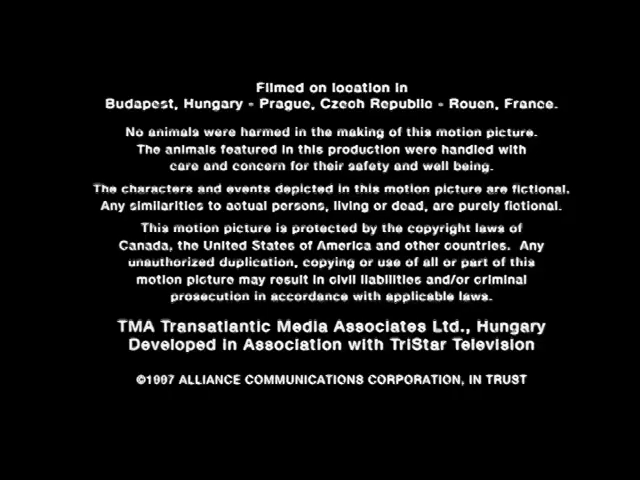 Filmed on location in
Budapest, Hungary - Prague, Czech Republic - Rouen, France.
No animals were harmed in the making of this motion picture.
The animals featured in this production were handled with
care and concern for their safety and well being.
The characters and events depicted in this motion picture are fictional.
Any similarities to actual persons, living or dead, are purely fictional.
This motion picture is protected by the copyright laws of
Canada, the United States of America and other countries. Any
unauthorized duplication, copying or use of all or part of this
motion picture may result in civil liabilities and/or criminal
prosecution in accordance with applicable laws.
TMA Transatlantic Media Associates Ltd., Hungary
Developed in Association with TriStar Television
©1997 ALLIANCE COMMUNICATIONS CORPORATION, IN TRUST